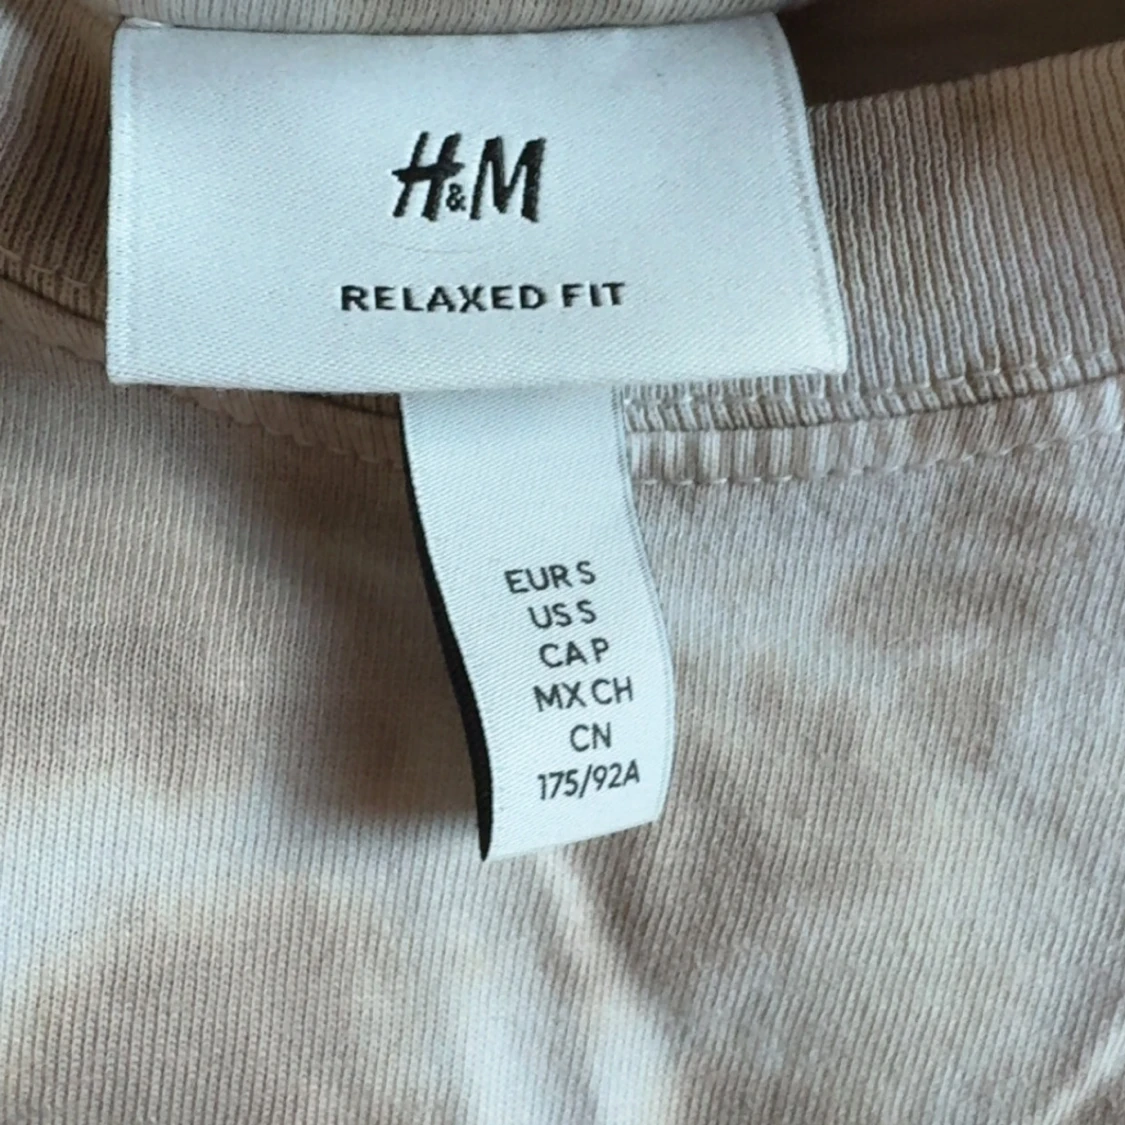 H&M
RELAXED FIT
EUR S
US S
CA P
MX CH
CN
175/92A